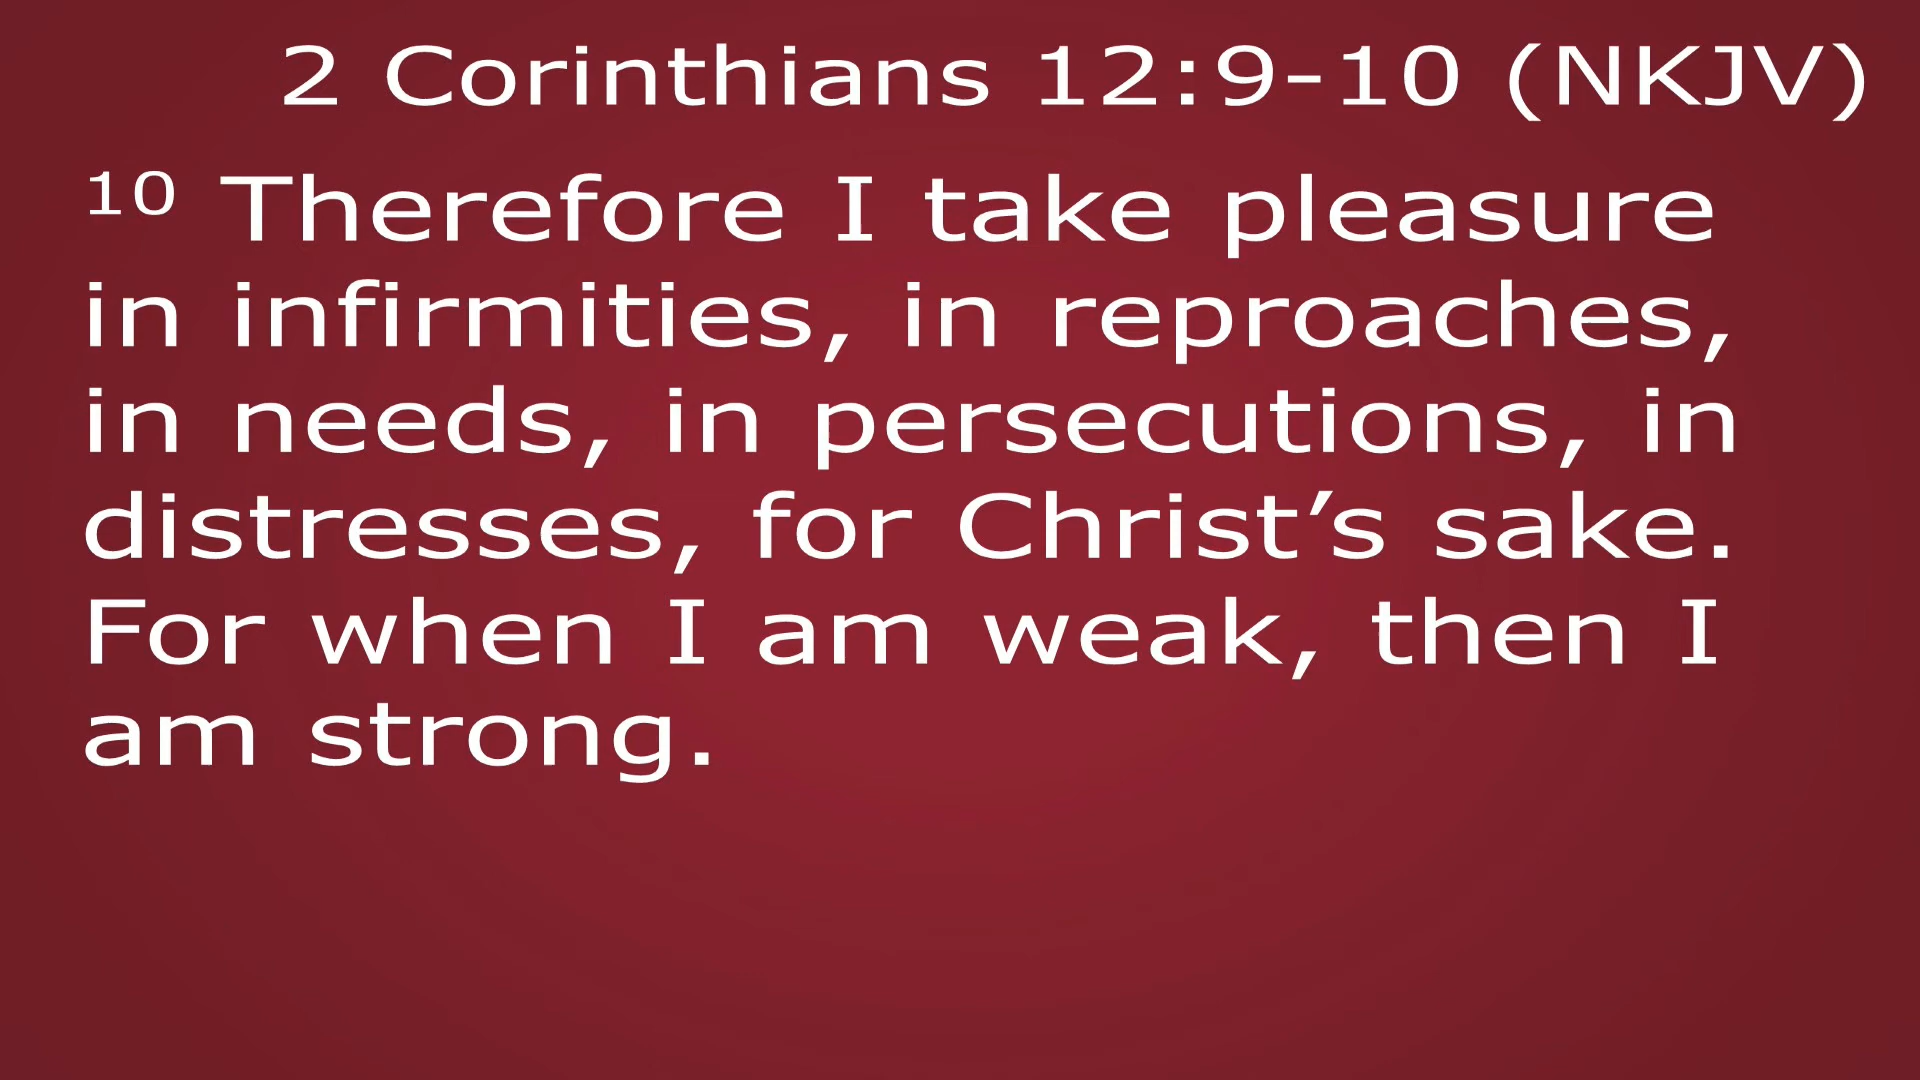 2 Corinthians 12:9-10 (NKJV)
¹⁰ Therefore I take pleasure
in infirmities, in reproaches,
in needs, in persecutions, in
distresses, for Christ’s sake.
For when I am weak, then I
am strong.